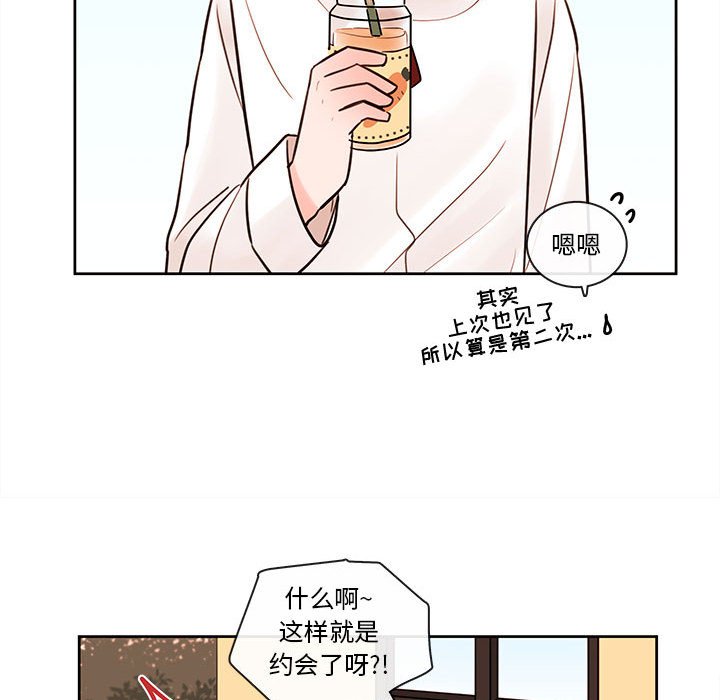 嗯嗯
其实
上次也见了
所以算是第二次...
什么啊~
这样就是
约会了呀?!